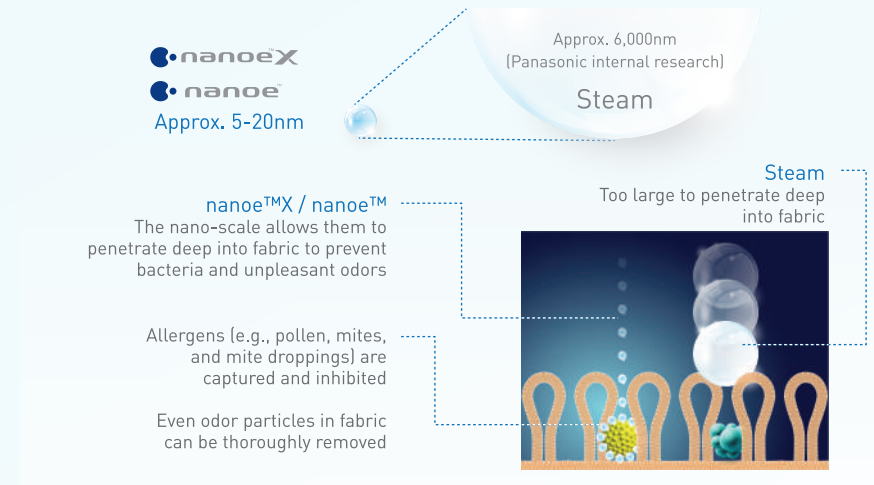 nanoe™X
nanoe™
Approx. 5-20nm
Approx. 6,000nm
(Panasonic internal research)
Steam
nanoe™X / nanoe™
The nano-scale allows them to
penetrate deep into fabric to prevent
bacteria and unpleasant odors
Allergens (e.g., pollen, mites,
and mite droppings) are
captured and inhibited
Even odor particles in fabric
can be thoroughly removed
Steam
Too large to penetrate deep
into fabric